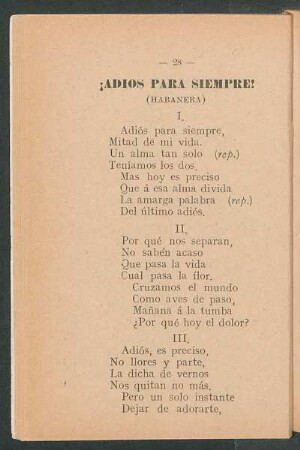 — 28 —
¡ADIOS PARA SIEMPRE!
(HABANERA)
I.
Adiós para siempre,
Mitad de mi vida.
Un alma tan solo (rep.)
Teníamos los dos.
Mas hoy es preciso
Que á esa alma divida
La amarga palabra (rep.)
Del último adiós.
II.
Por qué nos separan,
No sabén acaso
Que pasa la vida
Cual pasa la flor.
Cruzamos el mundo
Como aves de paso,
Mañana á la tumba
¿Por qué hoy el dolor?
III.
Adiós, es preciso,
No llores y parte,
La dicha de vernos
Nos quitan no más.
Pero un solo instante
Dejar de adorarte,